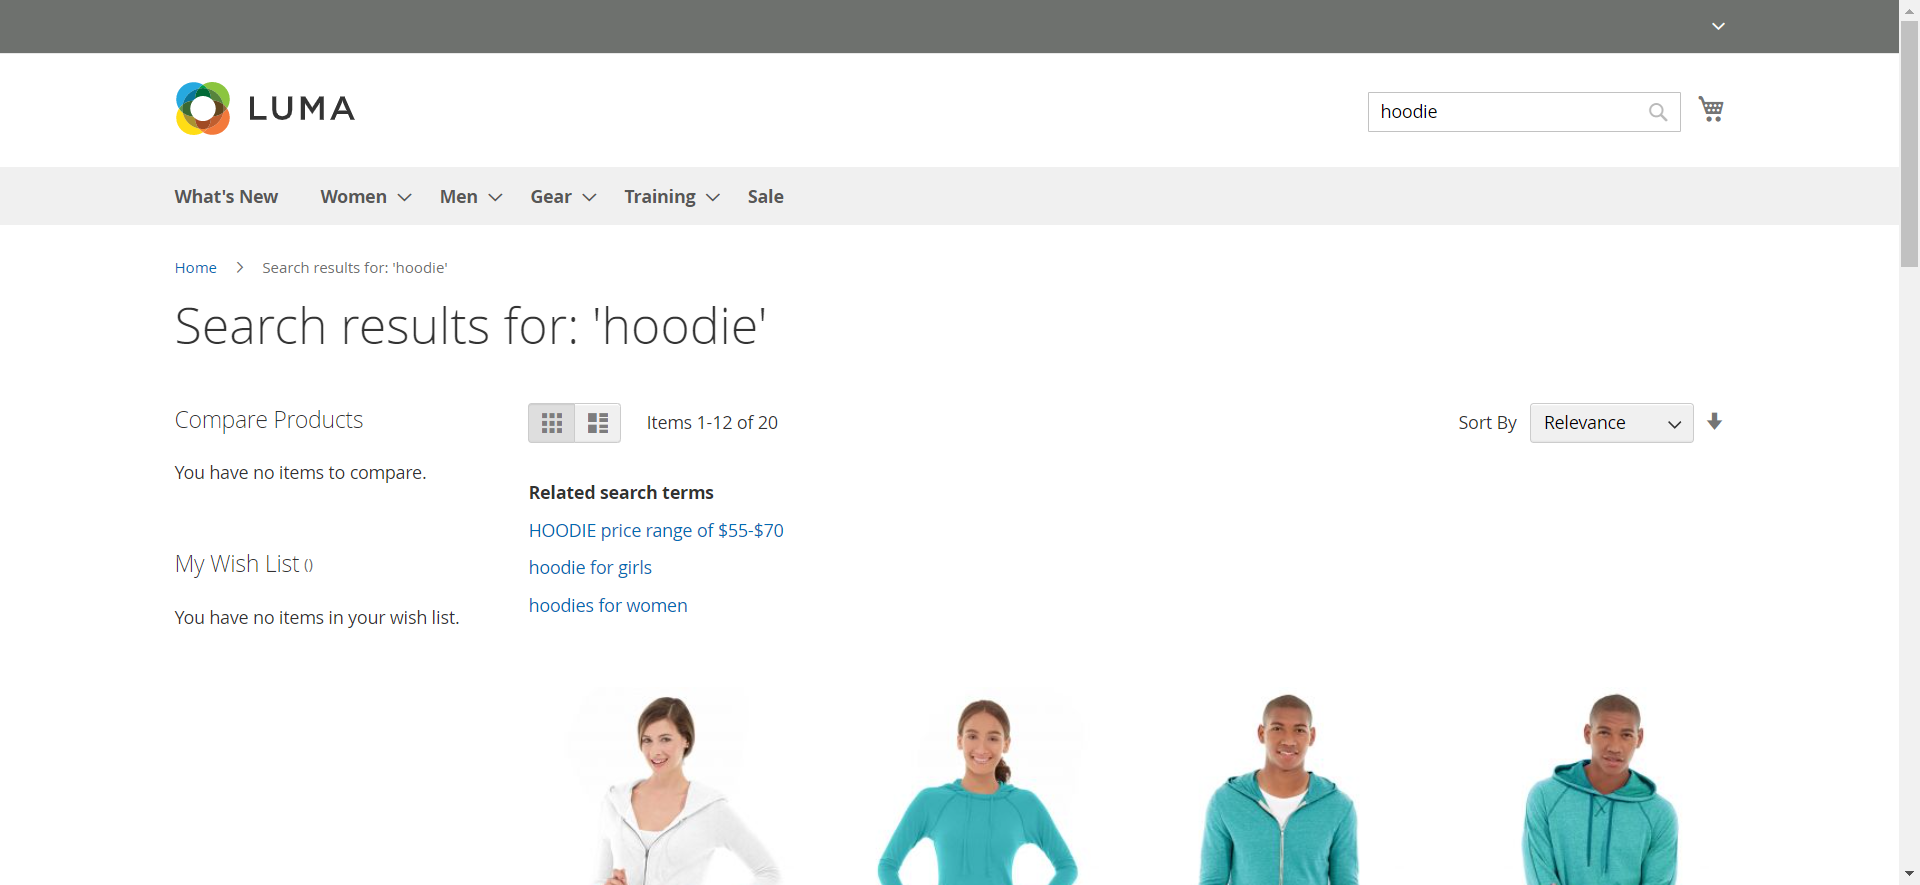 LUMA
hoodie
What's New Women Men Gear Training Sale
Home Search results for: 'hoodie'
Search results for: 'hoodie'
Compare Products
You have no items to compare.
My Wish List ()
You have no items in your wish list.
Items 1-12 of 20
Sort By Relevance
Related search terms
HOODIE price range of $55-$70
hoodie for girls
hoodies for women